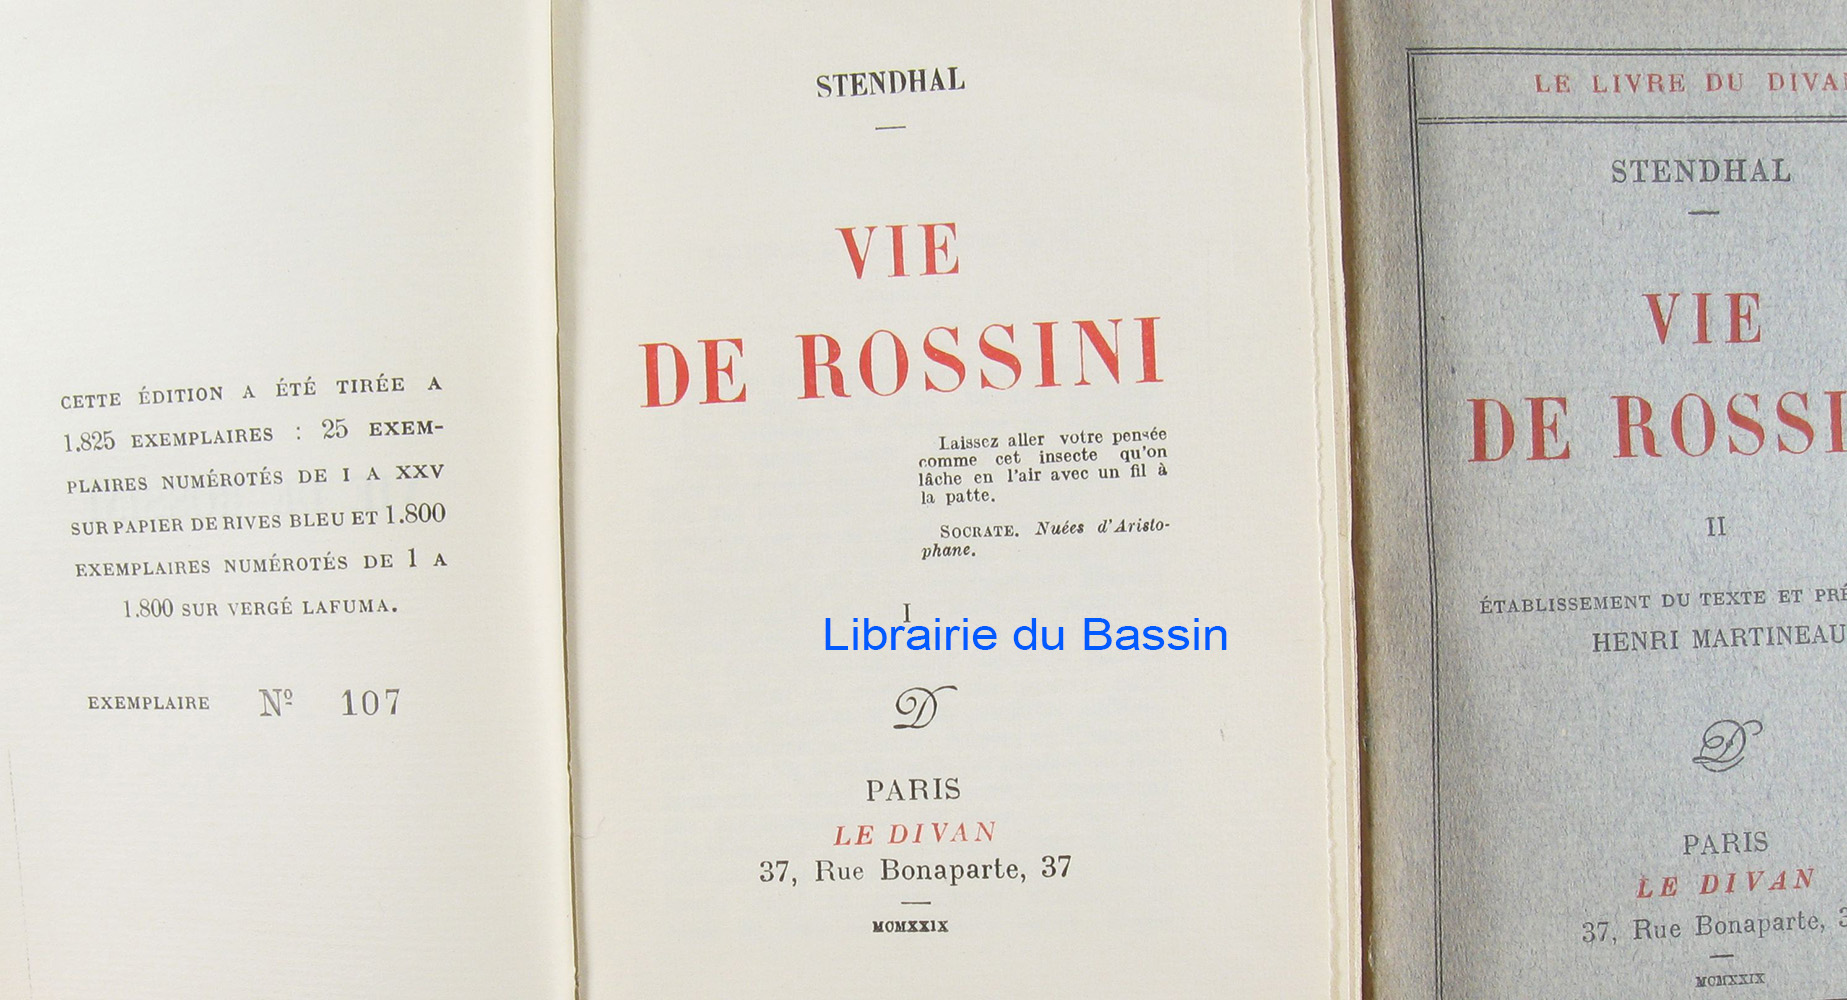 CETTE ÉDITION A ÉTÉ TIRÉE A
1.825 EXEMPLAIRES : 25 EXEM-
PLAIRES NUMÉROTÉS DE I A XXV
SUR PAPIER DE RIVES BLEU ET 1.800
EXEMPLAIRES NUMÉROTÉS DE 1 A
1.800 SUR VERGÉ LAFUMA.
EXEMPLAIRE Nº 107
STENDHAL
VIE
DE ROSSINI
Laissez aller votre pensée
comme cet insecte qu'on
lâche en l'air avec un fil à
la patte.
SOCRATE. Nuées d'Aristo-
phane.
I
Librairie du Bassin
D
PARIS
LE DIVAN
37, Rue Bonaparte, 37
MCMXXIX
LE LIVRE DU DIVA
STENDHAL
VIE
DE ROSSI
II
ÉTABLISSEMENT DU TEXTE ET PRÉ
HENRI MARTINEAU
D
PARIS
LE DIVAN
37, Rue Bonaparte, 3
MCMXXIX